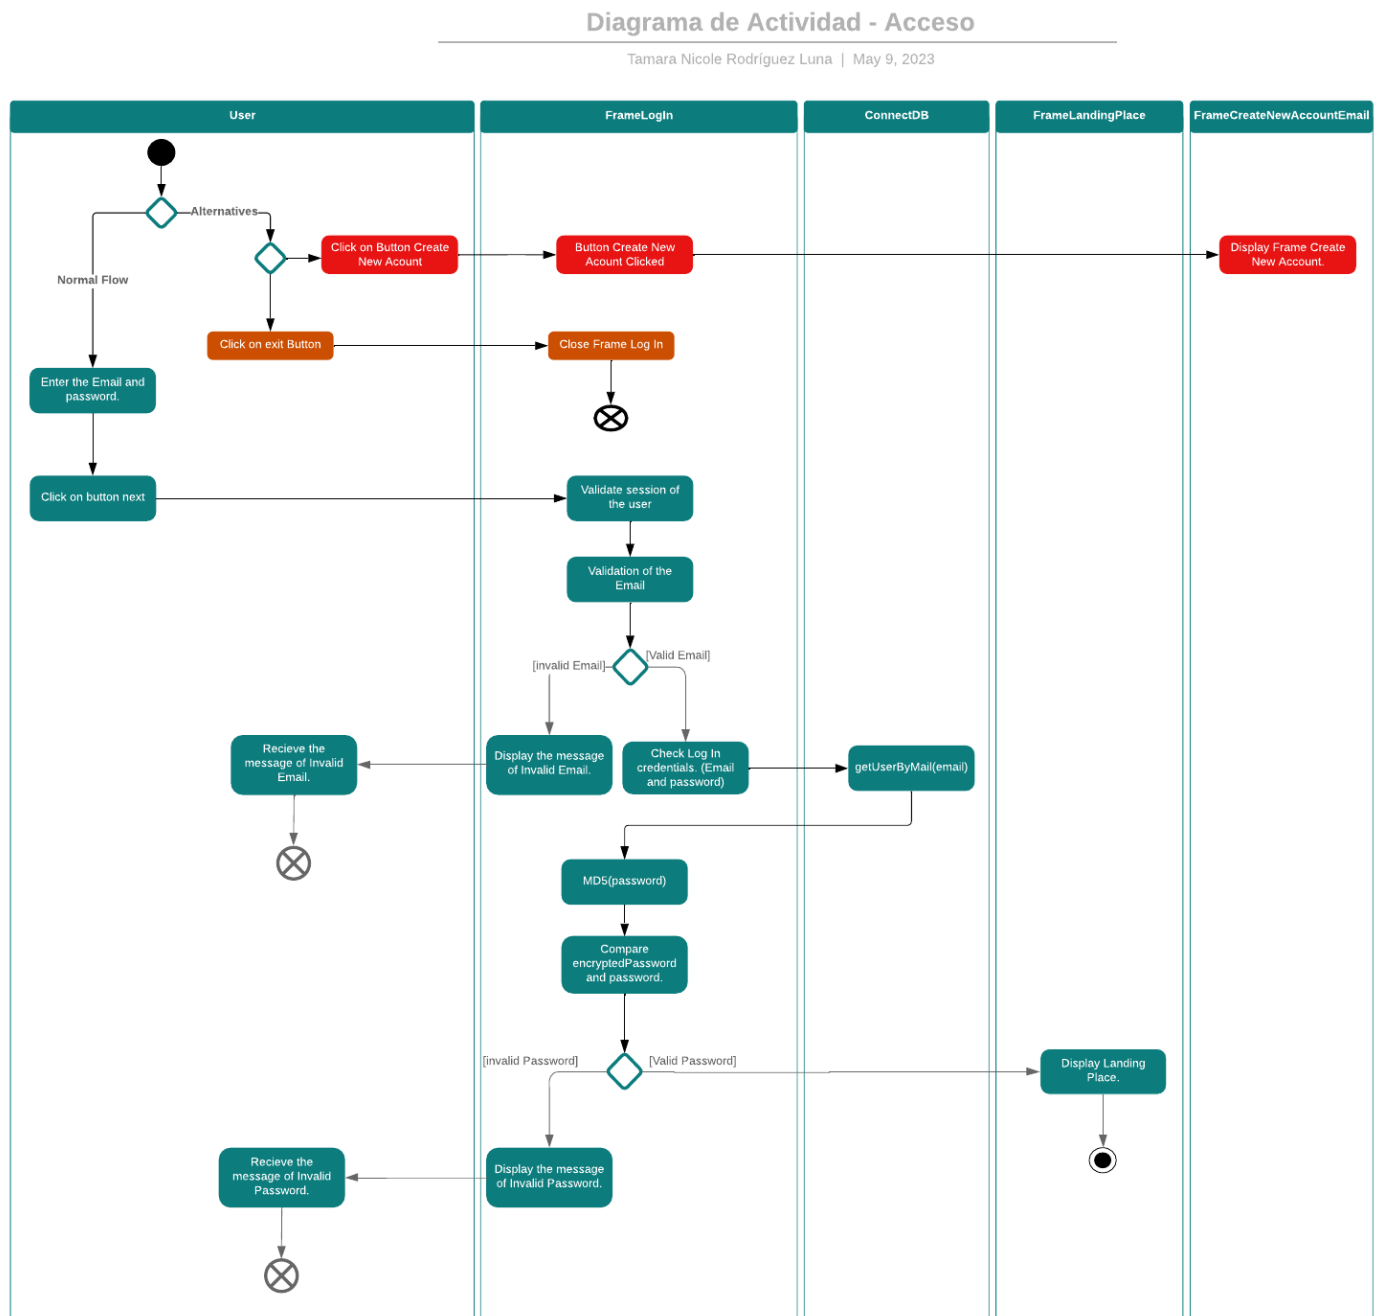 Diagrama de Actividad - Acceso
Tamara Nicole Rodríguez Luna | May 9, 2023
User
FrameLogIn
ConnectDB
FrameLandingPlace
FrameCreateNewAccountEmail
Alternatives
Click on Button Create
New Acount
Button Create New
Acount Clicked
Display Frame Create
New Account.
Normal Flow
Click on exit Button
Close Frame Log In
Enter the Email and
password.
Click on button next
Validate session of
the user
Validation of the
Email
[invalid Email]
[Valid Email]
Recieve the
message of Invalid
Email.
Display the message
of Invalid Email.
Check Log In
credentials. (Email
and password)
getUserByMail(email)
MD5(password)
Compare
encryptedPassword
and password.
[invalid Password]
[Valid Password]
Display Landing
Place.
Recieve the
message of Invalid
Password.
Display the message
of Invalid Password.